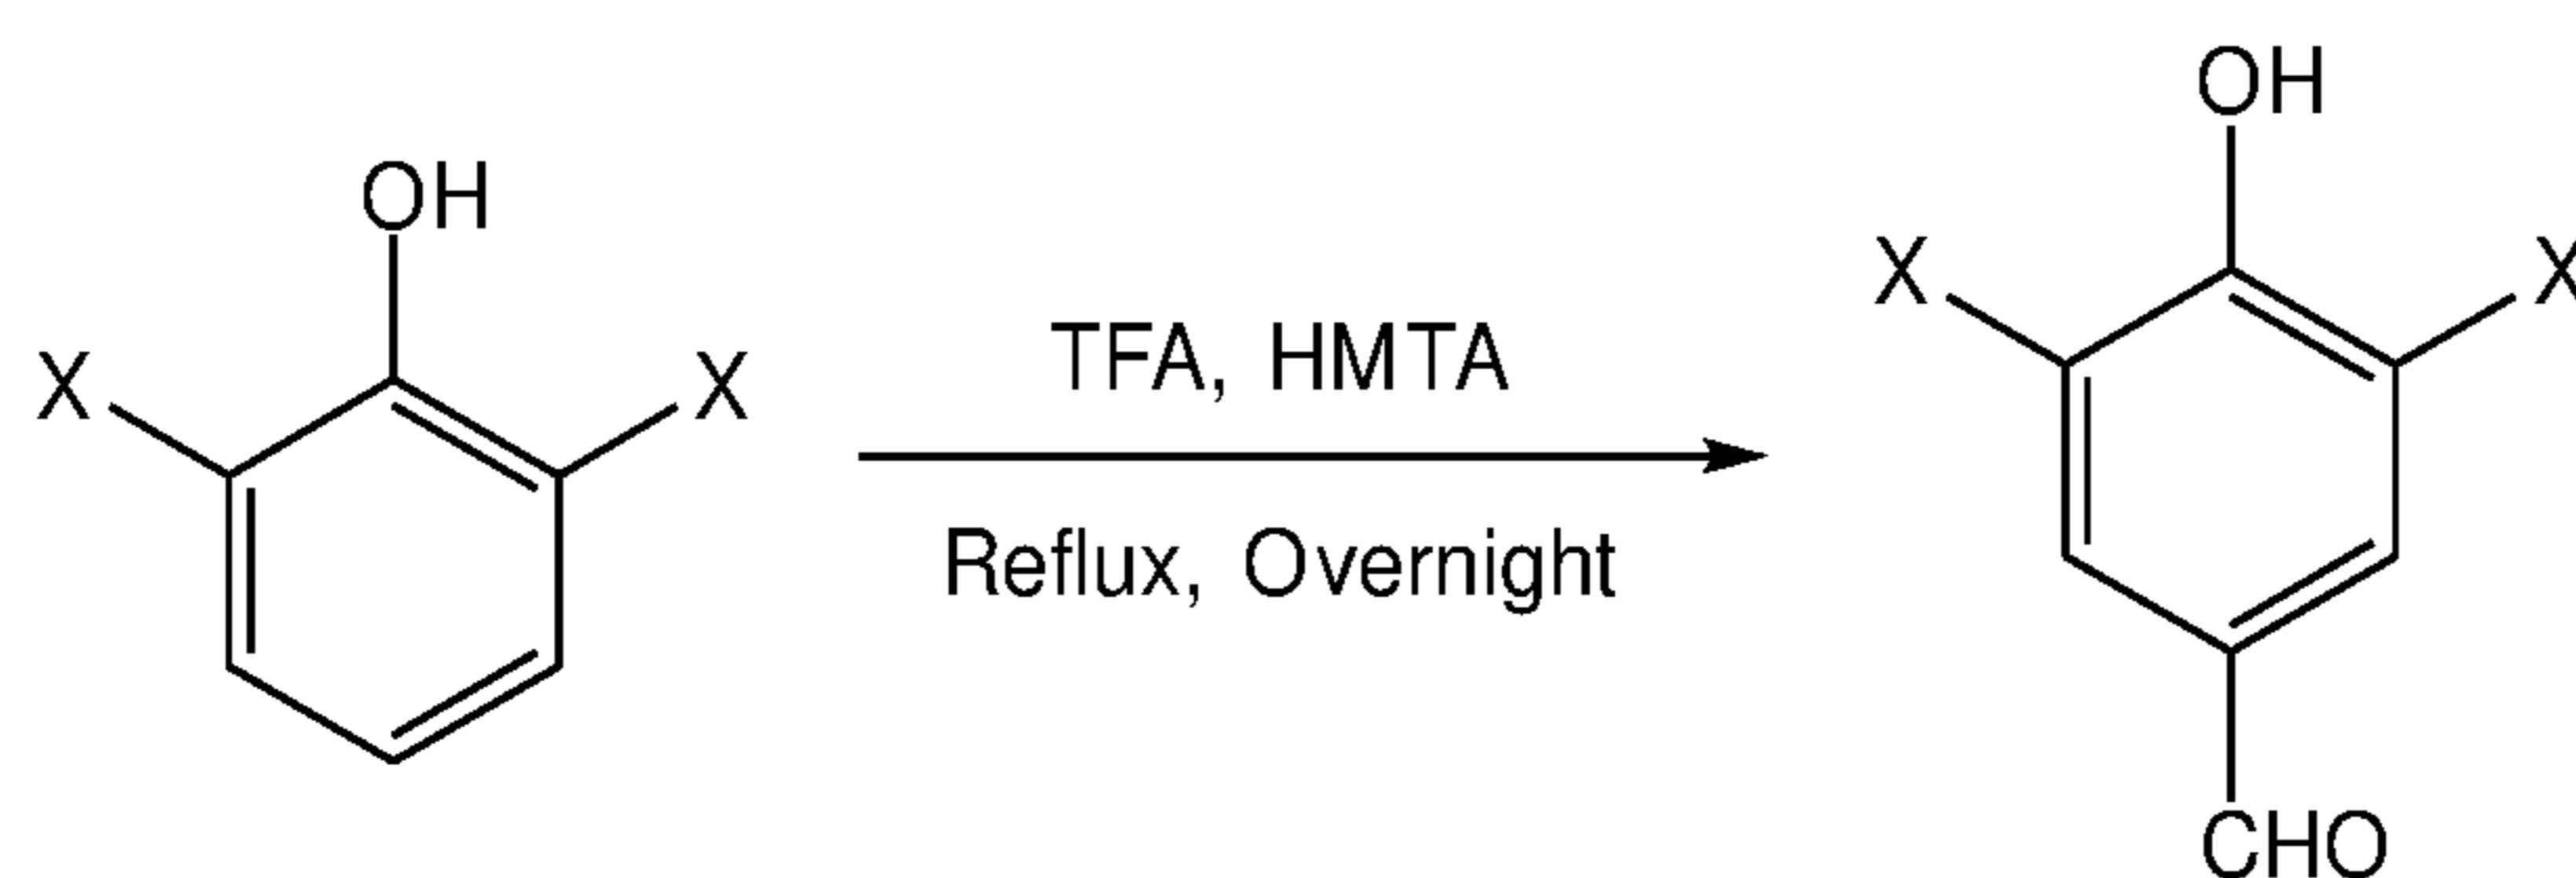 OH
X
X
TFA, HMTA
Reflux, Overnight
OH
X
X
CHO